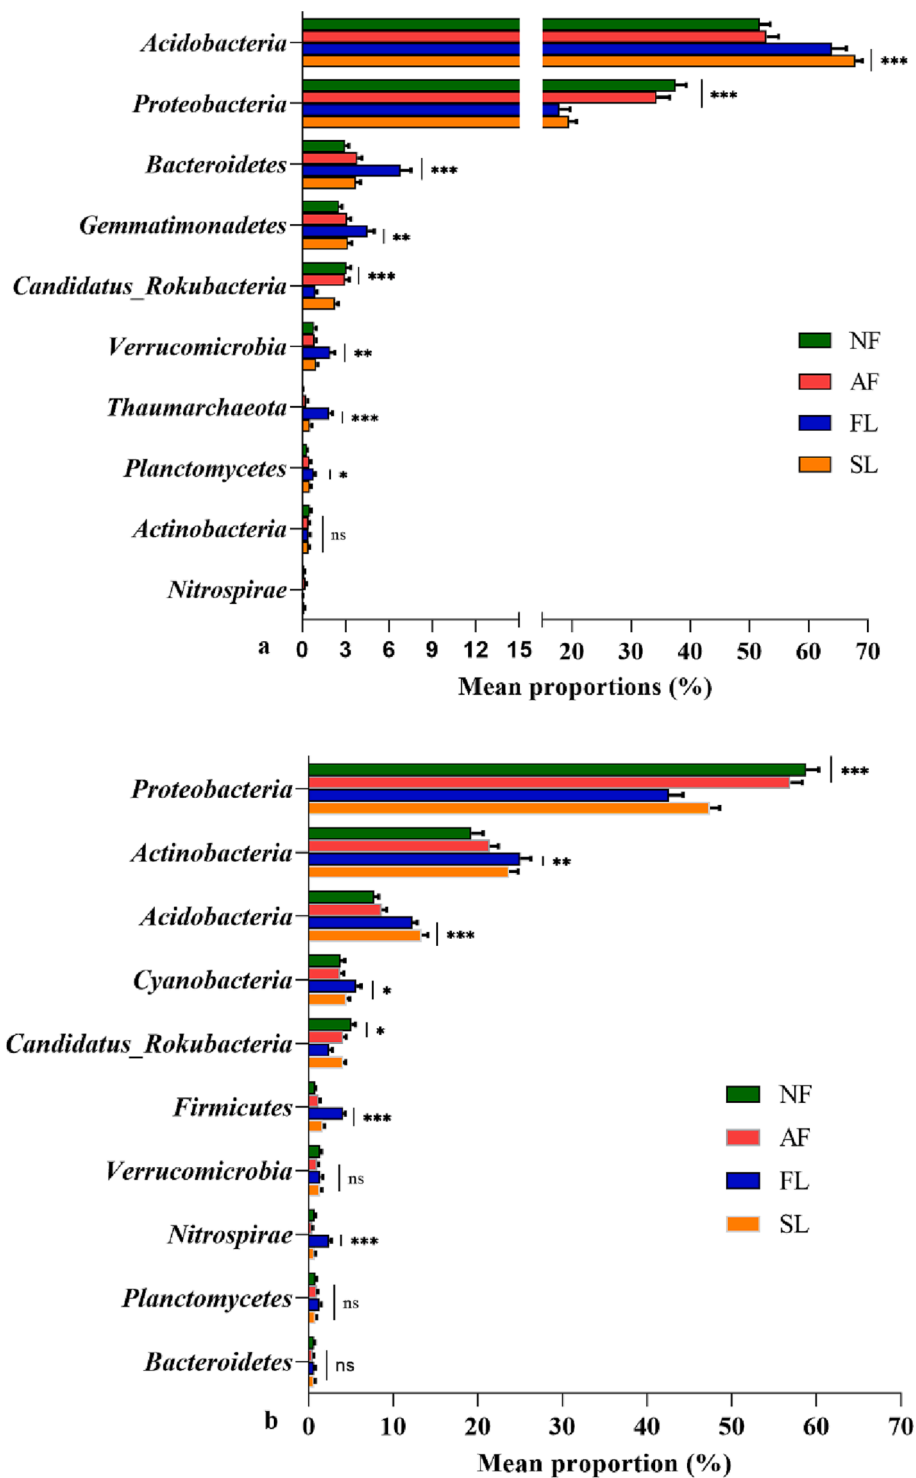 Acidobacteria
***
Proteobacteria
***
Bacteroidetes
***
Gemmatimonadetes
**
Candidatus_Rokubacteria
***
Verrucomicrobia
**
Thaumarchaeota
***
Planctomycetes
*
Actinobacteria
ns
Nitrospirae
NF
AF
FL
SL
a
0 3 6 9 12 15 20 30 40 50 60 70
Mean proportions (%)
Proteobacteria
***
Actinobacteria
**
Acidobacteria
***
Cyanobacteria
*
Candidatus_Rokubacteria
*
Firmicutes
***
Verrucomicrobia
ns
Nitrospirae
***
Planctomycetes
ns
Bacteroidetes
ns
NF
AF
FL
SL
b
0 10 20 30 40 50 60 70
Mean proportion (%)